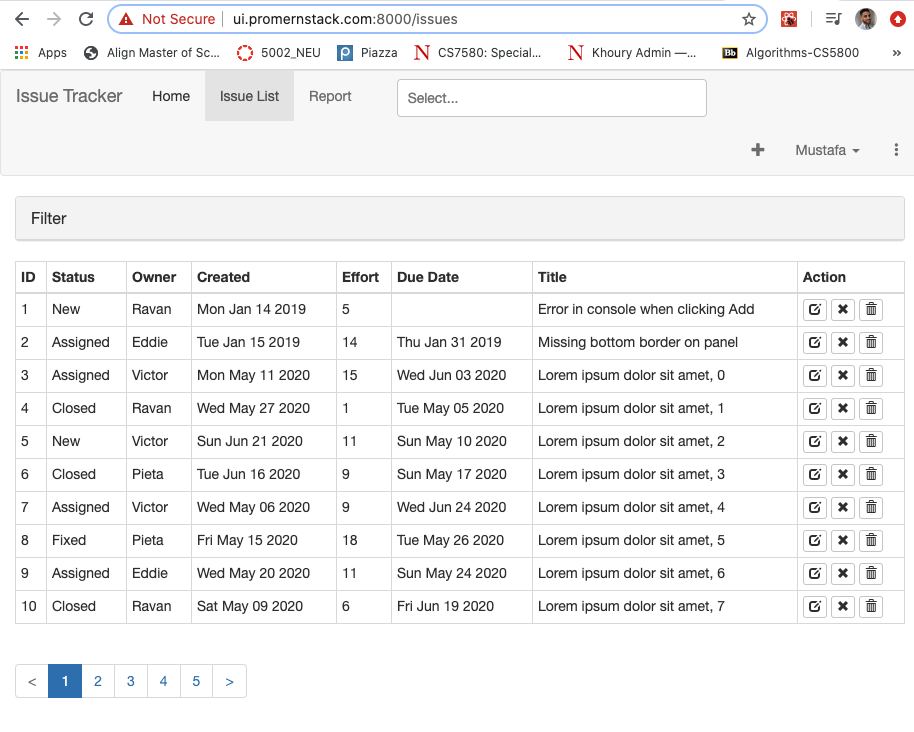 Not Secure ui.promernstack.com:8000/issues
Apps Align Master of Sc... 5002_NEU Piazza CS7580: Special... Khoury Admin —... Bb Algorithms-CS5800 »
Issue Tracker Home Issue List Report Select...
Mustafa
Filter
ID Status Owner Created Effort Due Date Title Action
1 New Ravan Mon Jan 14 2019 5 Error in console when clicking Add
2 Assigned Eddie Tue Jan 15 2019 14 Thu Jan 31 2019 Missing bottom border on panel
3 Assigned Victor Mon May 11 2020 15 Wed Jun 03 2020 Lorem ipsum dolor sit amet, 0
4 Closed Ravan Wed May 27 2020 1 Tue May 05 2020 Lorem ipsum dolor sit amet, 1
5 New Victor Sun Jun 21 2020 11 Sun May 10 2020 Lorem ipsum dolor sit amet, 2
6 Closed Pieta Tue Jun 16 2020 9 Sun May 17 2020 Lorem ipsum dolor sit amet, 3
7 Assigned Victor Wed May 06 2020 9 Wed Jun 24 2020 Lorem ipsum dolor sit amet, 4
8 Fixed Pieta Fri May 15 2020 18 Tue May 26 2020 Lorem ipsum dolor sit amet, 5
9 Assigned Eddie Wed May 20 2020 11 Sun May 24 2020 Lorem ipsum dolor sit amet, 6
10 Closed Ravan Sat May 09 2020 6 Fri Jun 19 2020 Lorem ipsum dolor sit amet, 7
< 1 2 3 4 5 >